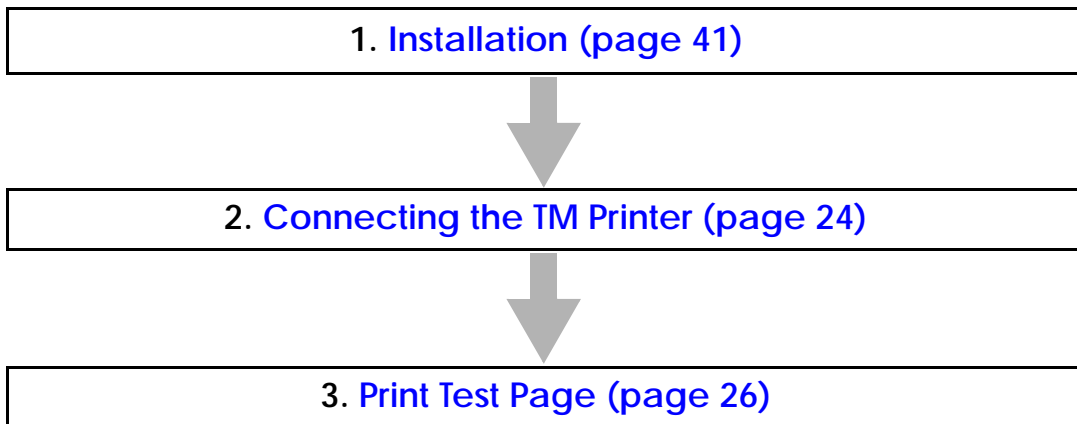 1. Installation (page 41)
2. Connecting the TM Printer (page 24)
3. Print Test Page (page 26)